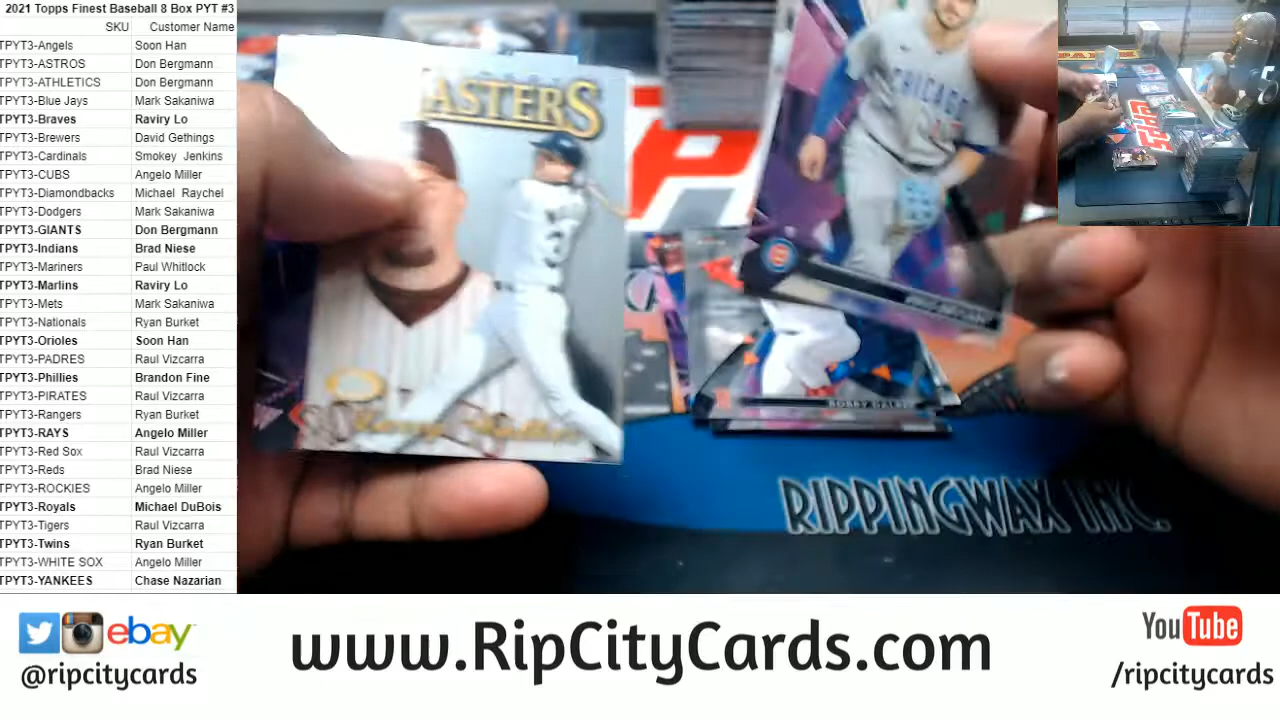 2021 Topps Finest Baseball 8 Box PYT #3
SKU Customer Name
TPYT3-Angels Soon Han
TPYT3-ASTROS Don Bergmann
TPYT3-ATHLETICS Don Bergmann
TPYT3-Blue Jays Mark Sakaniwa
TPYT3-Braves Raviry Lo
TPYT3-Brewers David Gethings
TPYT3-Cardinals Smokey Jenkins
TPYT3-CUBS Angelo Miller
TPYT3-Diamondbacks Michael Raychel
TPYT3-Dodgers Mark Sakaniwa
TPYT3-GIANTS Don Bergmann
TPYT3-Indians Brad Niese
TPYT3-Mariners Paul Whitlock
TPYT3-Marlins Raviry Lo
TPYT3-Mets Mark Sakaniwa
TPYT3-Nationals Ryan Burket
TPYT3-Orioles Soon Han
TPYT3-PADRES Raul Vizcarra
TPYT3-Phillies Brandon Fine
TPYT3-PIRATES Raul Vizcarra
TPYT3-Rangers Ryan Burket
TPYT3-RAYS Angelo Miller
TPYT3-Red Sox Raul Vizcarra
TPYT3-Reds Brad Niese
TPYT3-ROCKIES Angelo Miller
TPYT3-Royals Michael DuBois
TPYT3-Tigers Raul Vizcarra
TPYT3-Twins Ryan Burket
TPYT3-WHITE SOX Angelo Miller
TPYT3-YANKEES Chase Nazarian
ASTERS
CHICAGO
BOBBY
RIPPINGWAX INC.
ebay
@ripcitycards
www.RipCityCards.com
You Tube
/ripcitycards